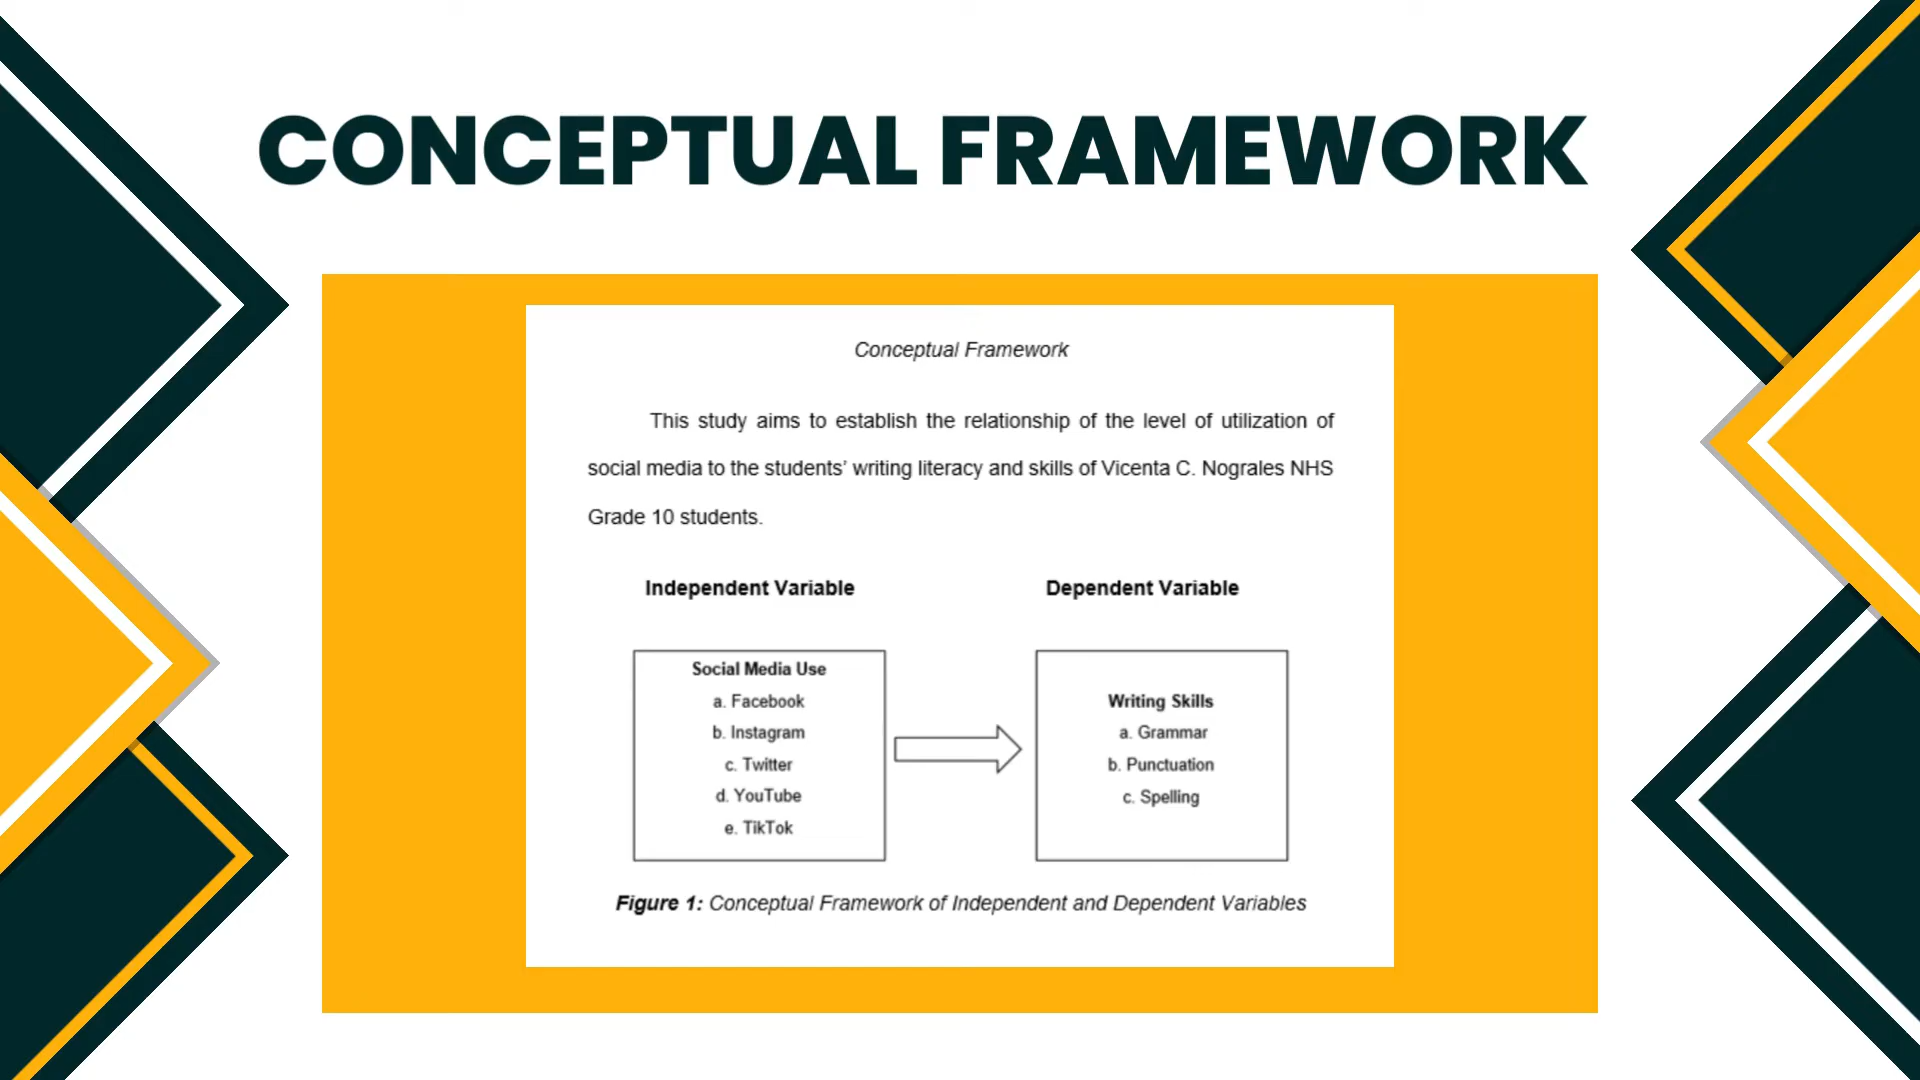 CONCEPTUAL FRAMEWORK
Conceptual Framework
This study aims to establish the relationship of the level of utilization of
social media to the students’ writing literacy and skills of Vicenta C. Nograles NHS
Grade 10 students.
Independent Variable
Dependent Variable
Social Media Use
a. Facebook
b. Instagram
c. Twitter
d. YouTube
e. TikTok
Writing Skills
a. Grammar
b. Punctuation
c. Spelling
Figure 1: Conceptual Framework of Independent and Dependent Variables